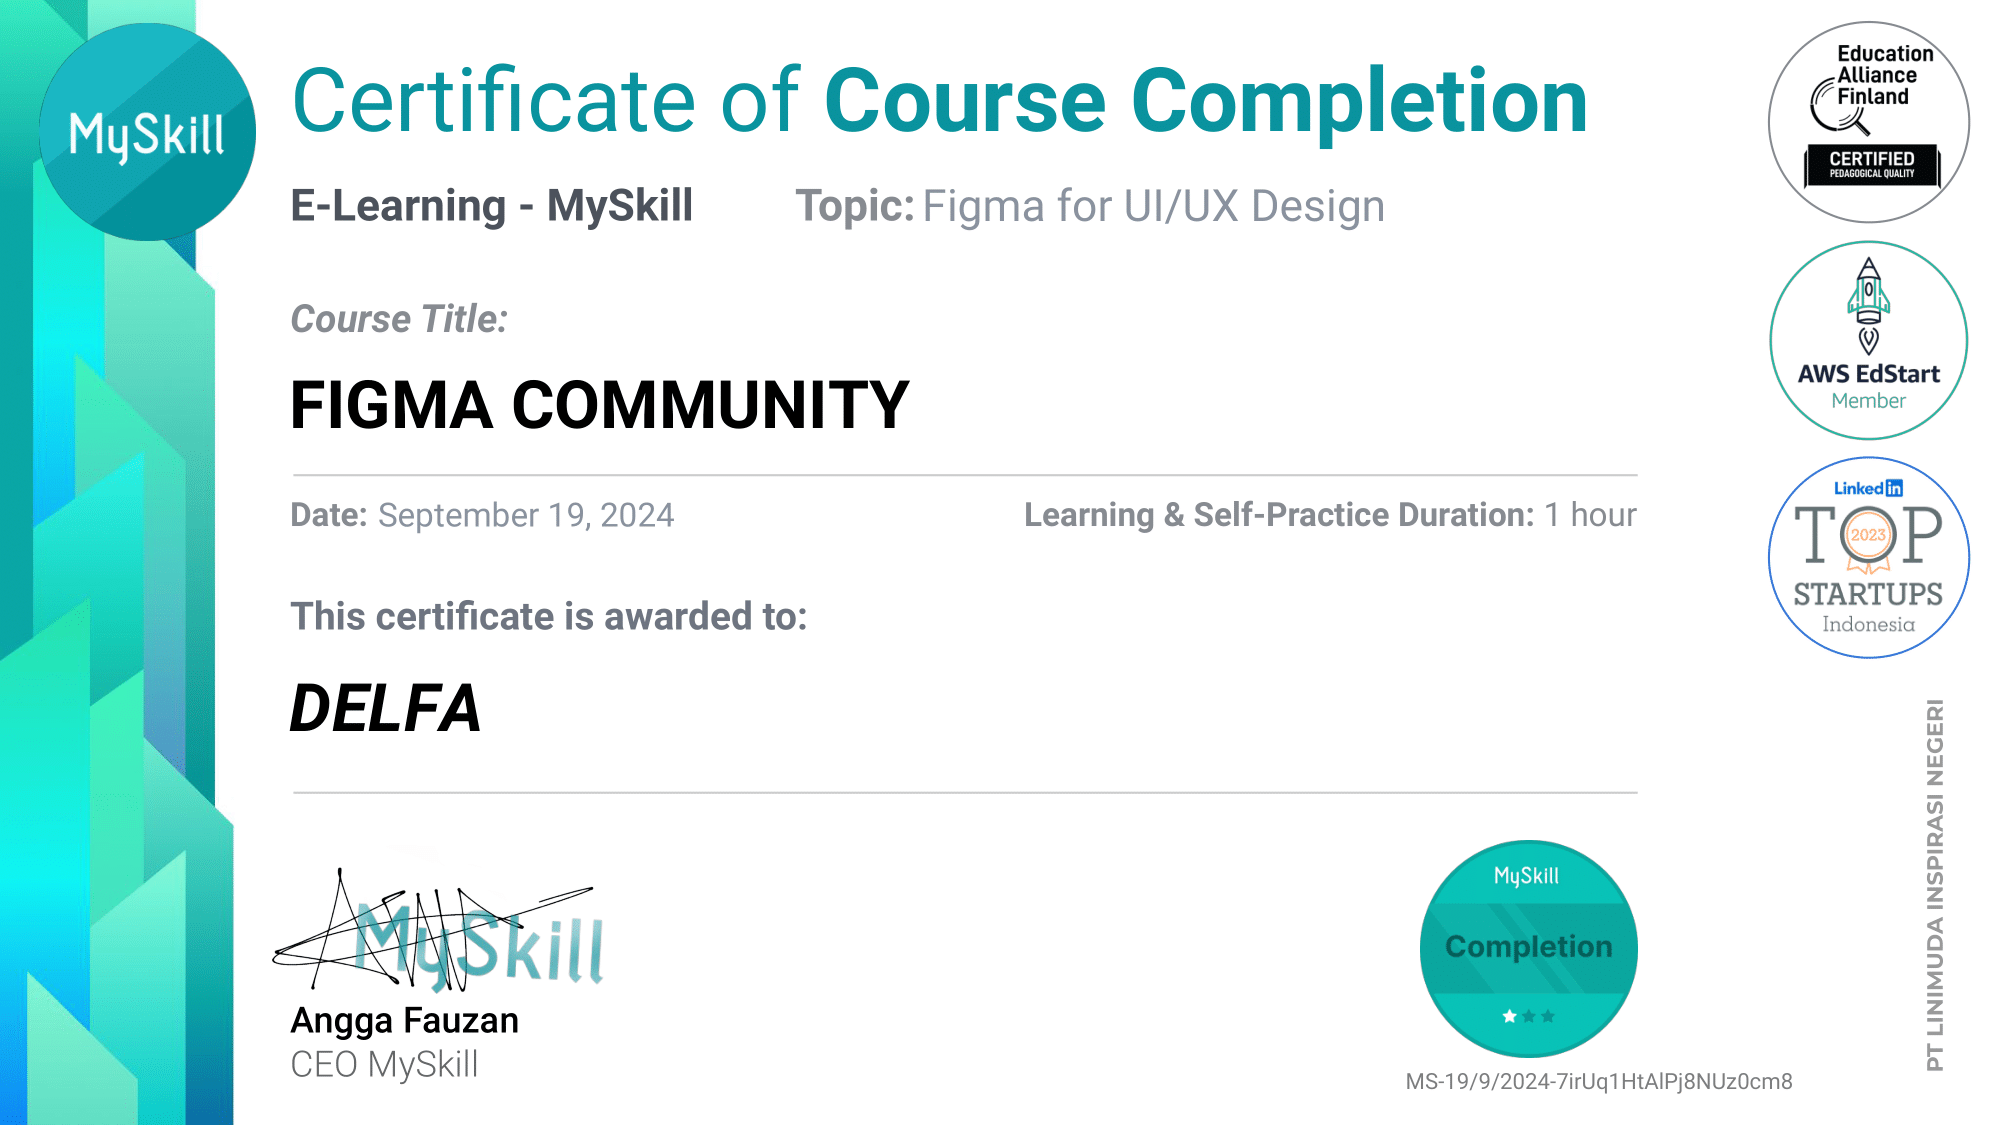 MySkill
Certificate of Course Completion
E-Learning - MySkill
Topic: Figma for UI/UX Design
Course Title:
FIGMA COMMUNITY
Date: September 19, 2024
Learning & Self-Practice Duration: 1 hour
This certificate is awarded to:
DELFA
MySkill
Angga Fauzan
CEO MySkill
MySkill
Completion
MS-19/9/2024-7irUq1HtAlPj8NUz0cm8
Education
Alliance
Finland
CERTIFIED
PEDAGOGICAL QUALITY
AWS EdStart
Member
Linked in
TOP
2023
STARTUPS
Indonesia
PT LINIMUDA INSPIRASI NEGERI